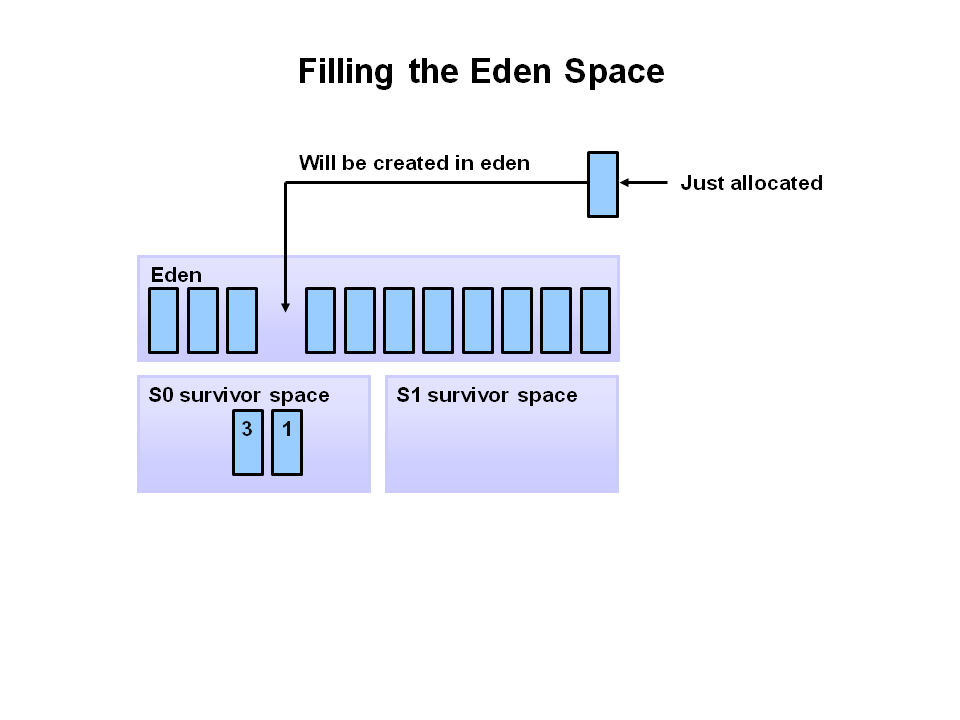 Filling the Eden Space
Will be created in eden
Just allocated
Eden
S0 survivor space
S1 survivor space
3
1